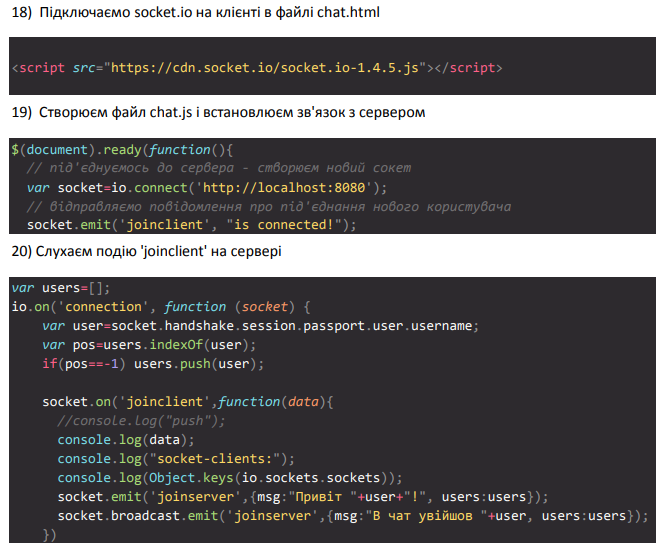 18) Підключаємо socket.io на клієнті в файлі chat.html
<script src="https://cdn.socket.io/socket.io-1.4.5.js"></script>
19) Створюєм файл chat.js і встановлюєм зв'язок з сервером
$(document).ready(function(){
// під'єднуємось до сервера - створюєм новий сокет
var socket=io.connect('http://localhost:8080');
// відправляємо повідомлення про під'єднання нового користувача
socket.emit('joinclient', "is connected!");
20) Слухаєм подію 'joinclient' на сервері
var users=[];
io.on('connection', function (socket) {
var user=socket.handshake.session.passport.user.username;
var pos=users.indexOf(user);
if(pos==-1) users.push(user);
socket.on('joinclient',function(data){
//console.log("push");
console.log(data);
console.log("socket-clients:");
console.log(Object.keys(io.sockets.sockets));
socket.emit('joinserver',{msg:"Привіт "+user+"!", users:users});
socket.broadcast.emit('joinserver',{msg:"В чат увійшов "+user, users:users});
})